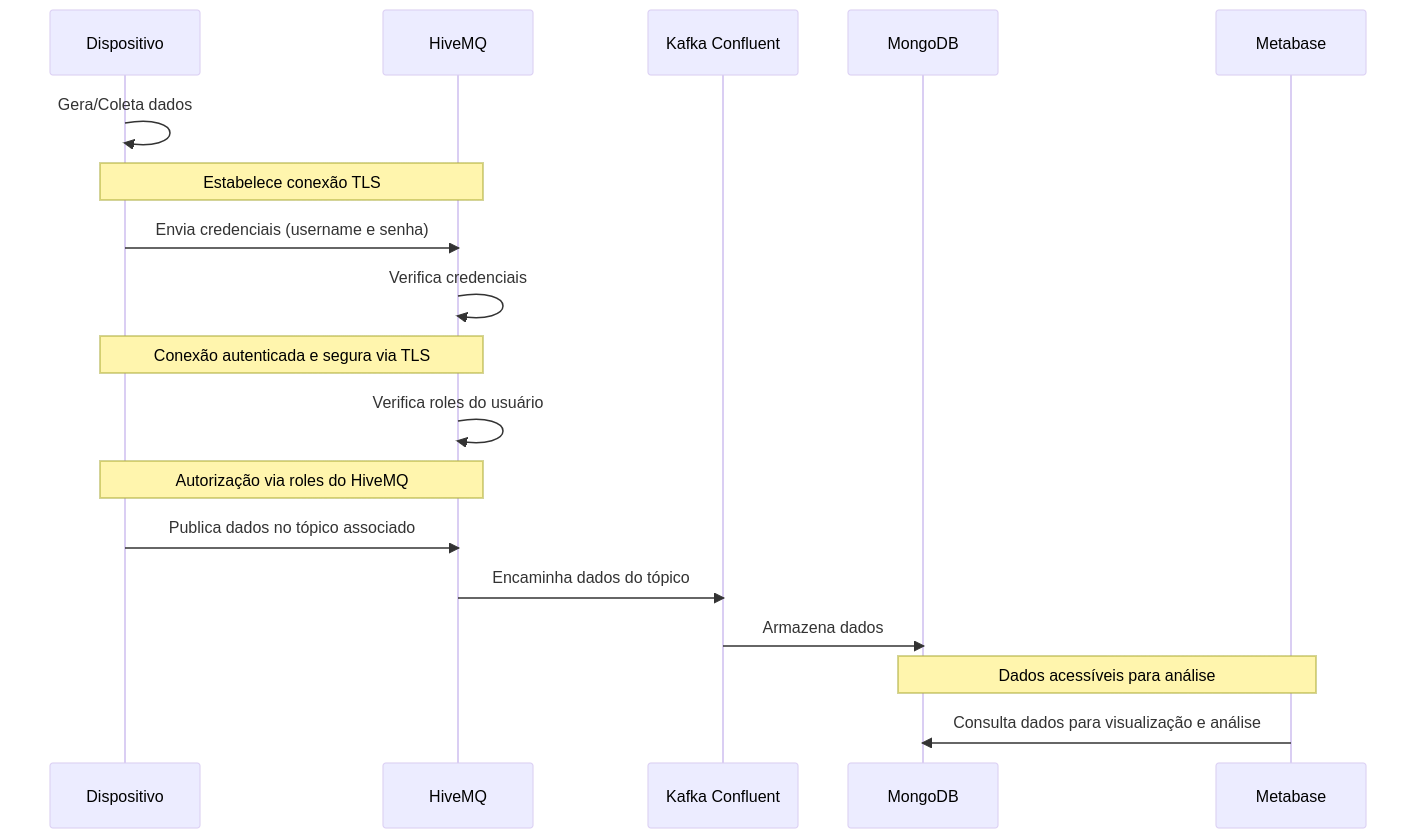 Dispositivo
HiveMQ
Kafka Confluent
MongoDB
Metabase
Gera/Coleta dados
Estabelece conexão TLS
Envia credenciais (username e senha)
Verifica credenciais
Conexão autenticada e segura via TLS
Verifica roles do usuário
Autorização via roles do HiveMQ
Publica dados no tópico associado
Encaminha dados do tópico
Armazena dados
Dados acessíveis para análise
Consulta dados para visualização e análise
Dispositivo
HiveMQ
Kafka Confluent
MongoDB
Metabase